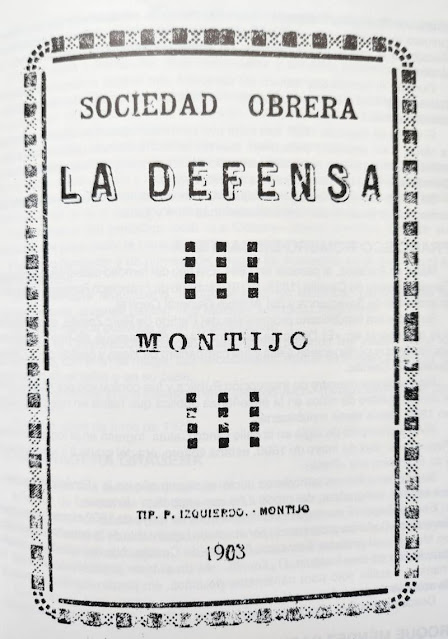 SOCIEDAD OBRERA
LA DEFENSA
MONTIJO
TIP. P. IZQUIERDO. - MONTIJO
1903